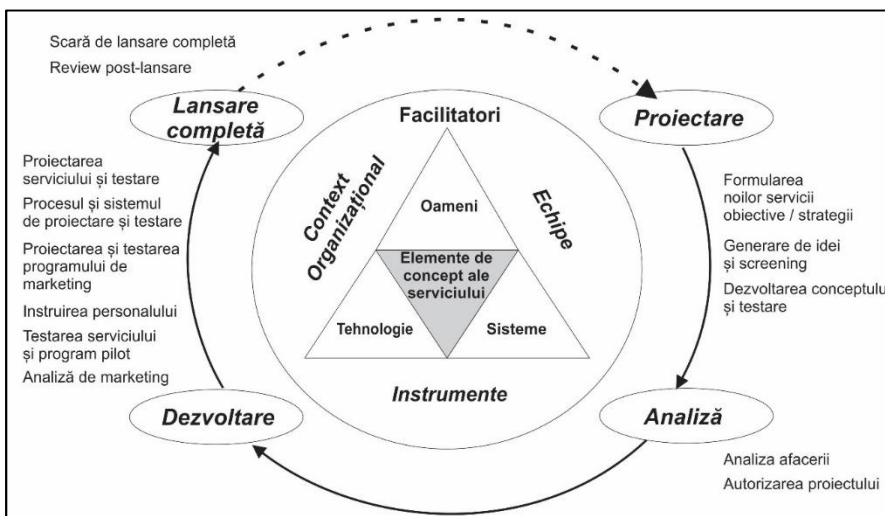 Scară de lansare completă
Review post-lansare
Lansare
completă
Proiectare
Facilitatori
Context
Organizațional
Echipe
Oameni
Elemente de
concept ale
serviciului
Tehnologie
Sisteme
Instrumente
Formularea
noilor servicii
obiective / strategii
Generare de idei
și screening
Dezvoltarea conceptului
și testare
Analiză
Analiza afacerii
Autorizarea proiectului
Dezvoltare
Proiectarea
serviciului și testare
Procesul și sistemul
de proiectare și testare
Proiectarea și testarea
programului de
marketing
Instruirea personalului
Testarea serviciului
și program pilot
Analiză de marketing